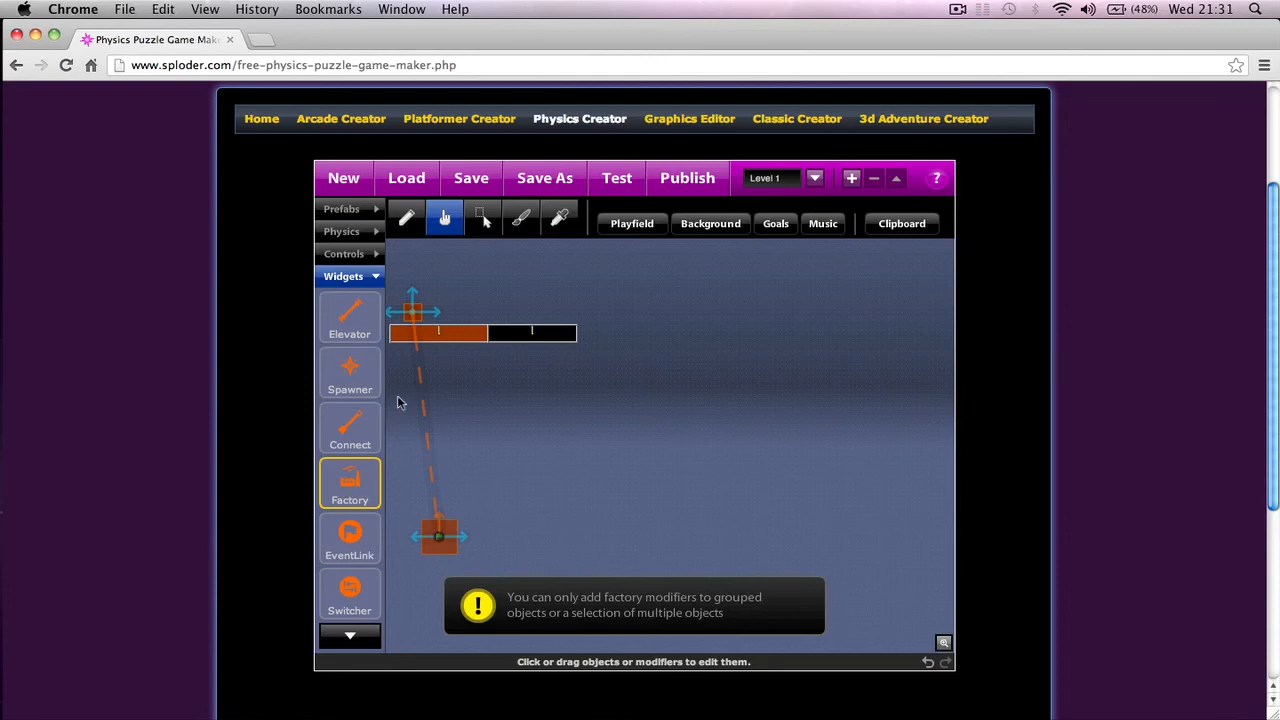 Chrome File Edit View History Bookmarks Window Help (48%) Wed 21:31
Physics Puzzle Game Make
www.sploder.com/free-physics-puzzle-game-maker.php
Home Arcade Creator Platformer Creator Physics Creator Graphics Editor Classic Creator 3d Adventure Creator
New Load Save Save As Test Publish Level 1 + − ?
Prefabs
Physics
Controls
Widgets
Playfield Background Goals Music Clipboard
Elevator
Spawner
Connect
Factory
EventLink
Switcher
! You can only add factory modifiers to grouped
objects or a selection of multiple objects
Click or drag objects or modifiers to edit them.